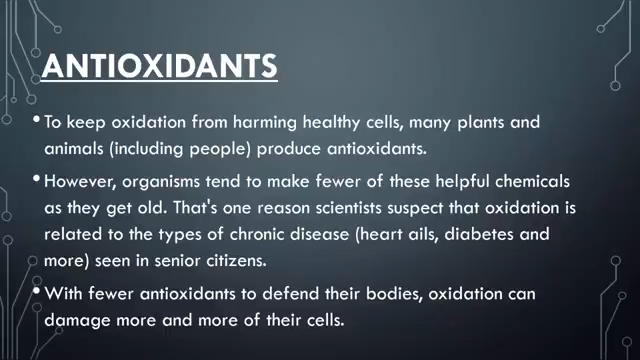 ANTIOXIDANTS
• To keep oxidation from harming healthy cells, many plants and
animals (including people) produce antioxidants.
• However, organisms tend to make fewer of these helpful chemicals
as they get old. That's one reason scientists suspect that oxidation is
related to the types of chronic disease (heart ails, diabetes and
more) seen in senior citizens.
• With fewer antioxidants to defend their bodies, oxidation can
damage more and more of their cells.